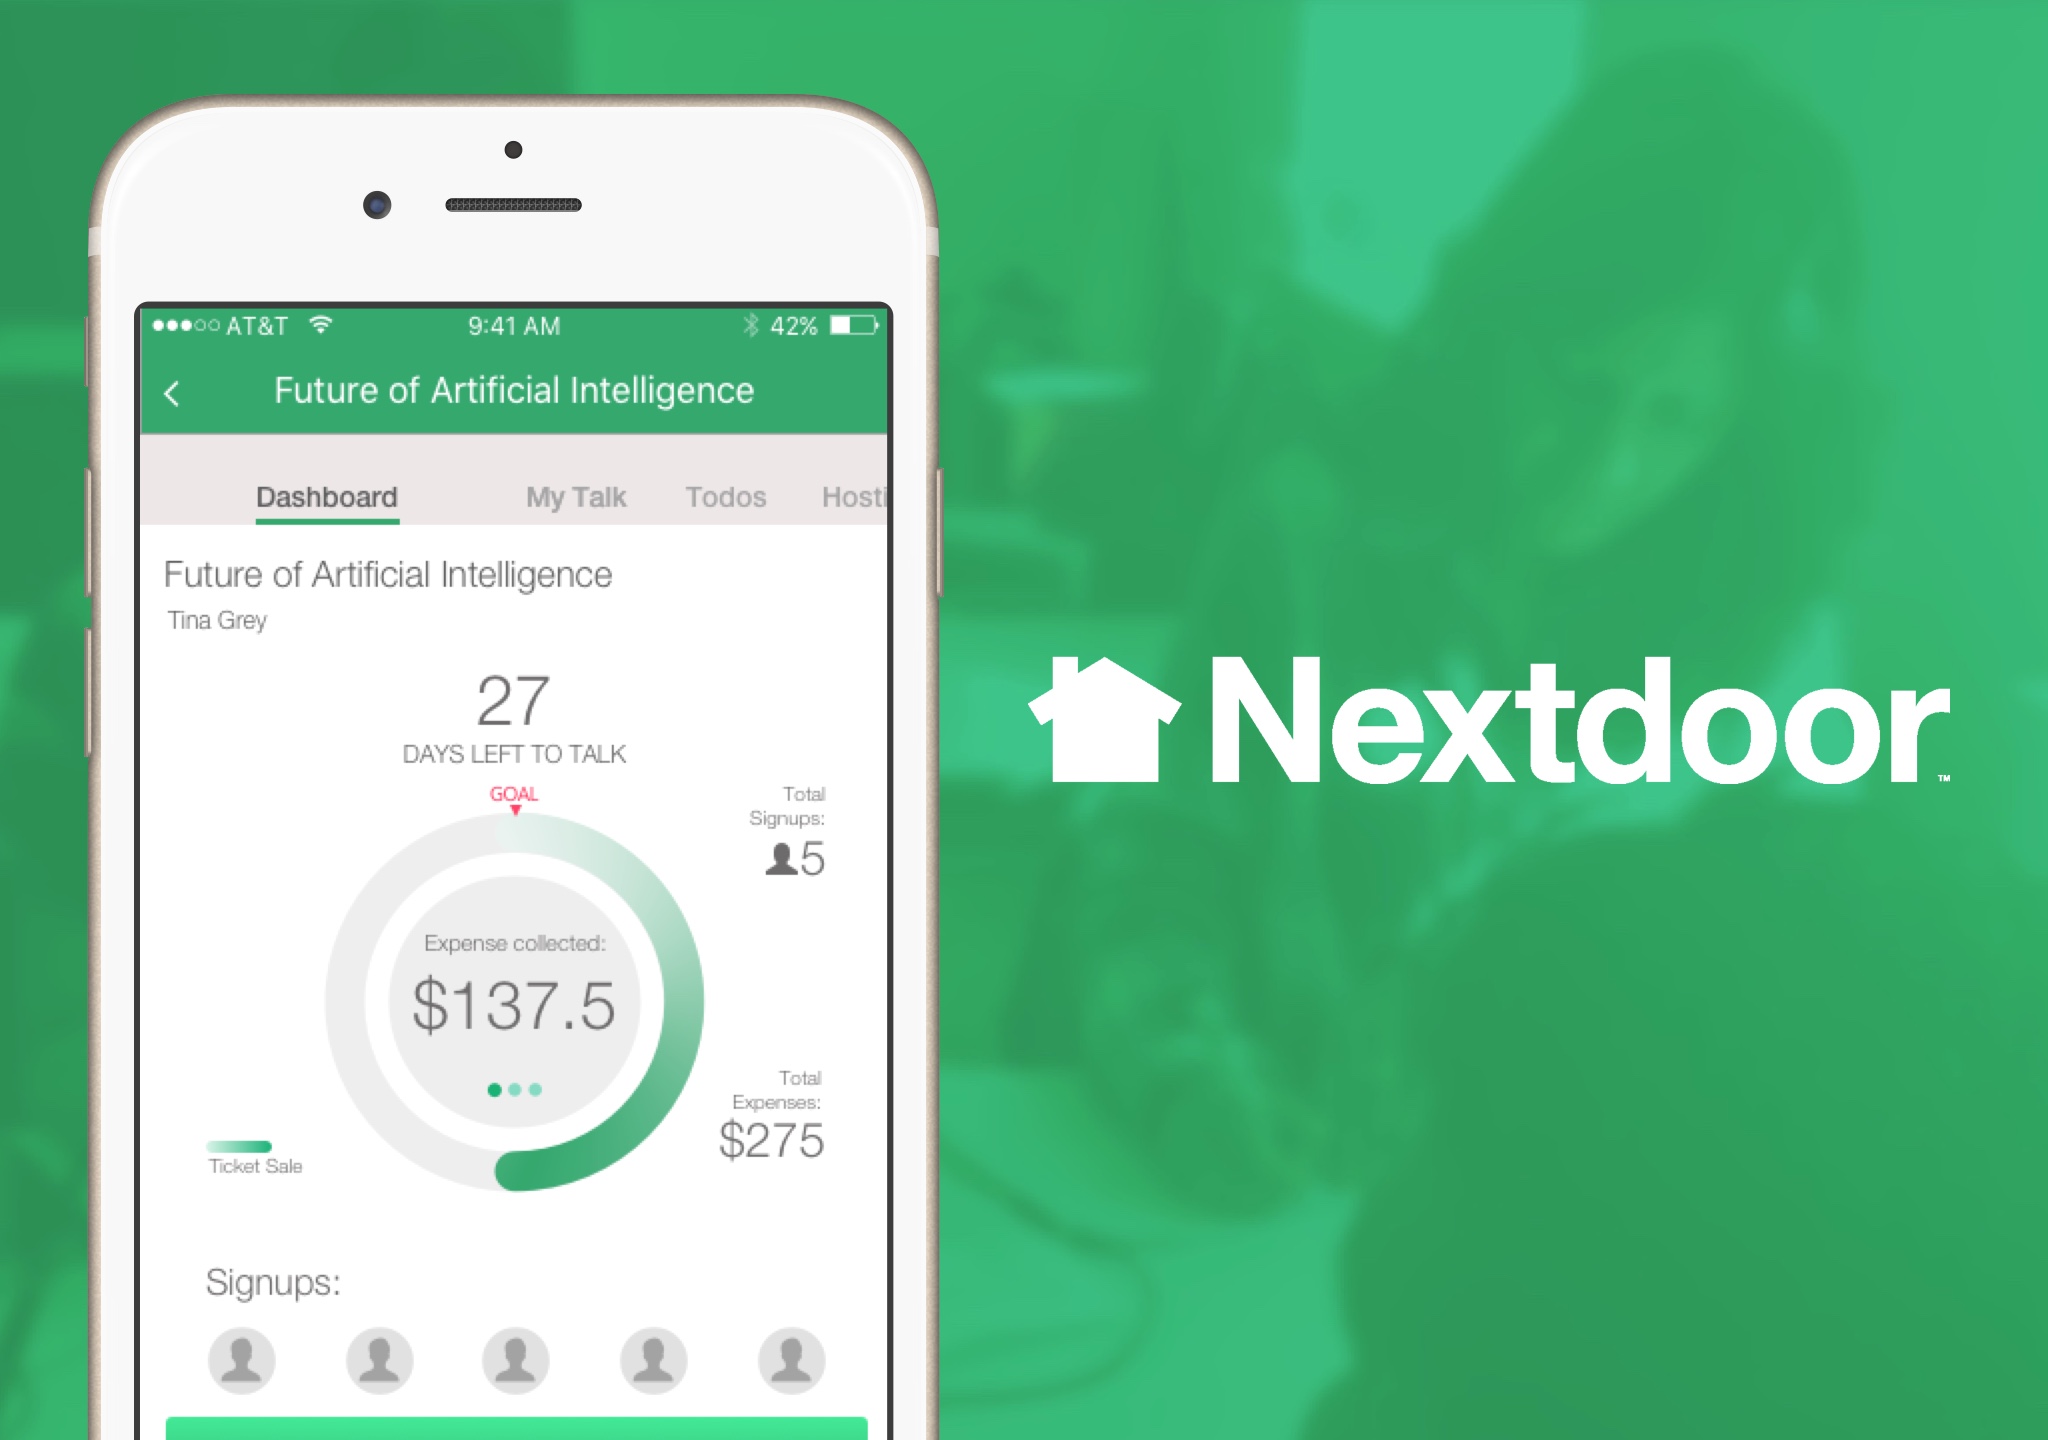 AT&T 9:41 AM 42%
Future of Artificial Intelligence
Dashboard My Talk Todos Hosti
Future of Artificial Intelligence
Tina Grey
27
DAYS LEFT TO TALK
GOAL
Total
Signups:
5
Expense collected:
$137.5
Total
Expenses:
$275
Ticket Sale
Signups:
Nextdoor™